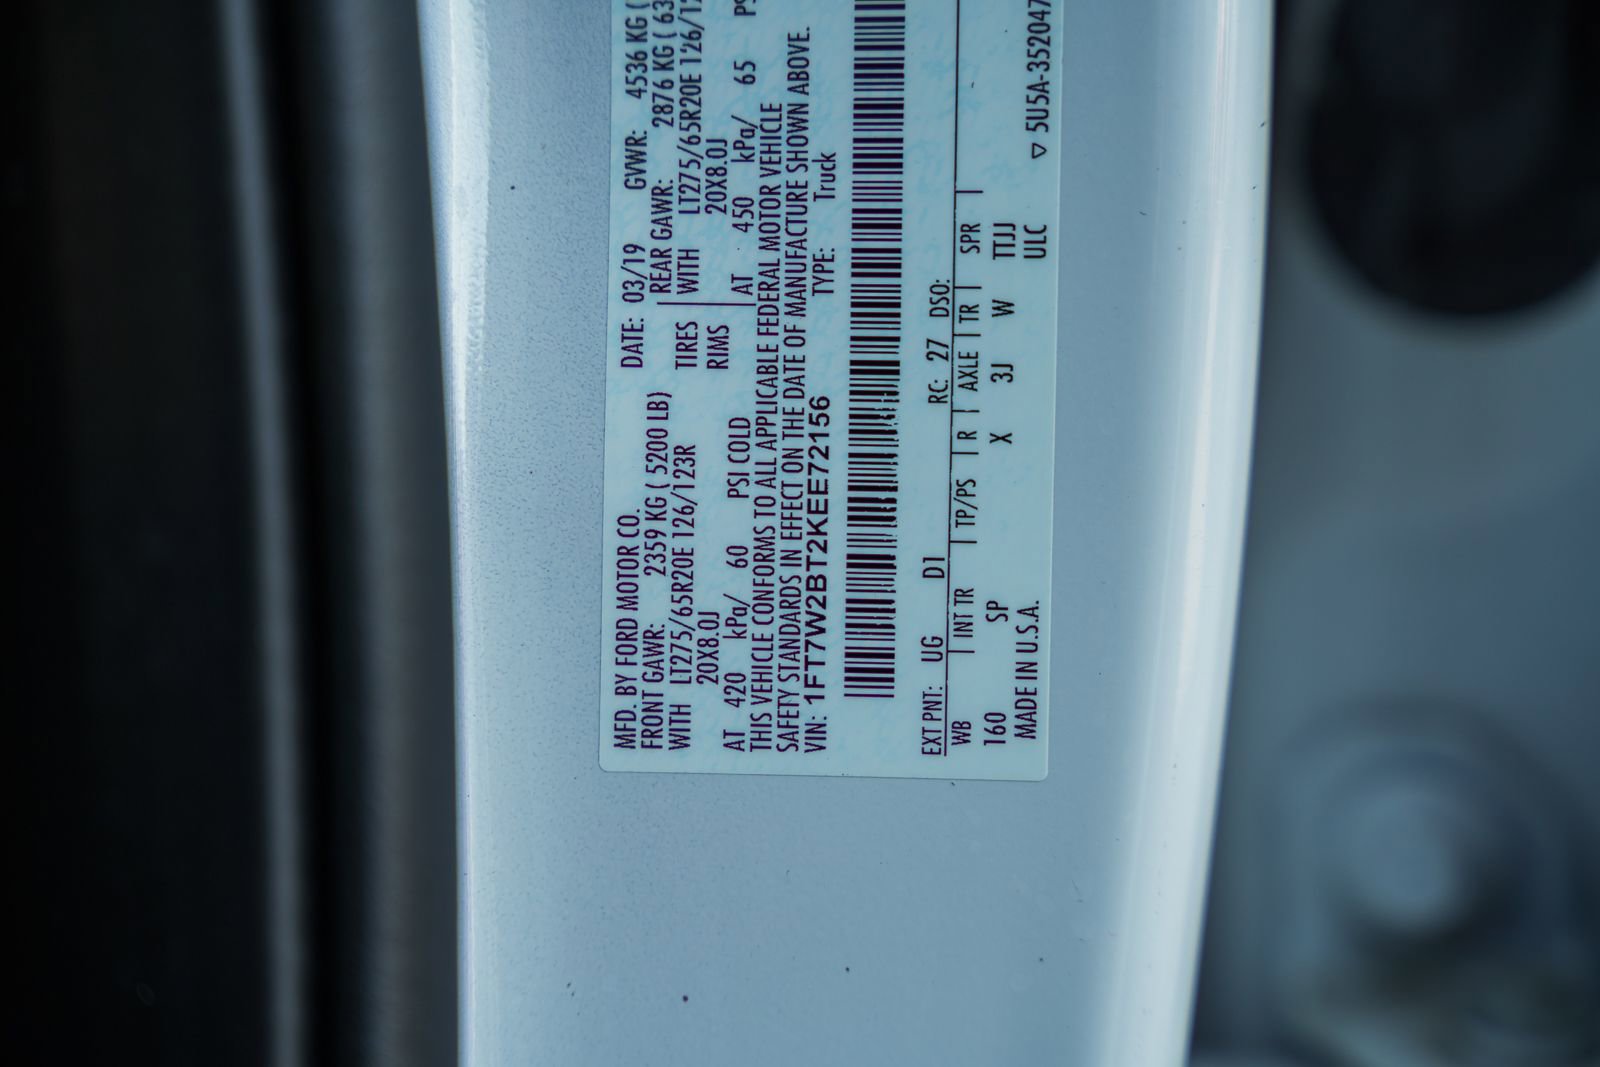 MFD. BY FORD MOTOR CO. DATE: 03/19 GVWR: 4536 KG (
FRONT GAWR: 2359 KG ( 5200 LB) REAR GAWR: 2876 KG ( 63
WITH LT275/65R20E 126/123R TIRES WITH LT275/65R20E 126/12
20X8.0J RIMS 20X8.0J
AT 420 kPa/ 60 PSI COLD AT 450 kPa/ 65 PS
THIS VEHICLE CONFORMS TO ALL APPLICABLE FEDERAL MOTOR VEHICLE
SAFETY STANDARDS IN EFFECT ON THE DATE OF MANUFACTURE SHOWN ABOVE.
VIN: 1FT7W2BT2KEE72156 TYPE: Truck
EXT PNT: UG D1 RC: 27 DSO:
WB | INT TR | TP/PS | R | AXLE | TR | SPR |
160 SP X 3J W TTJJ
MADE IN U.S.A. ULC ▽ 5U5A-352047